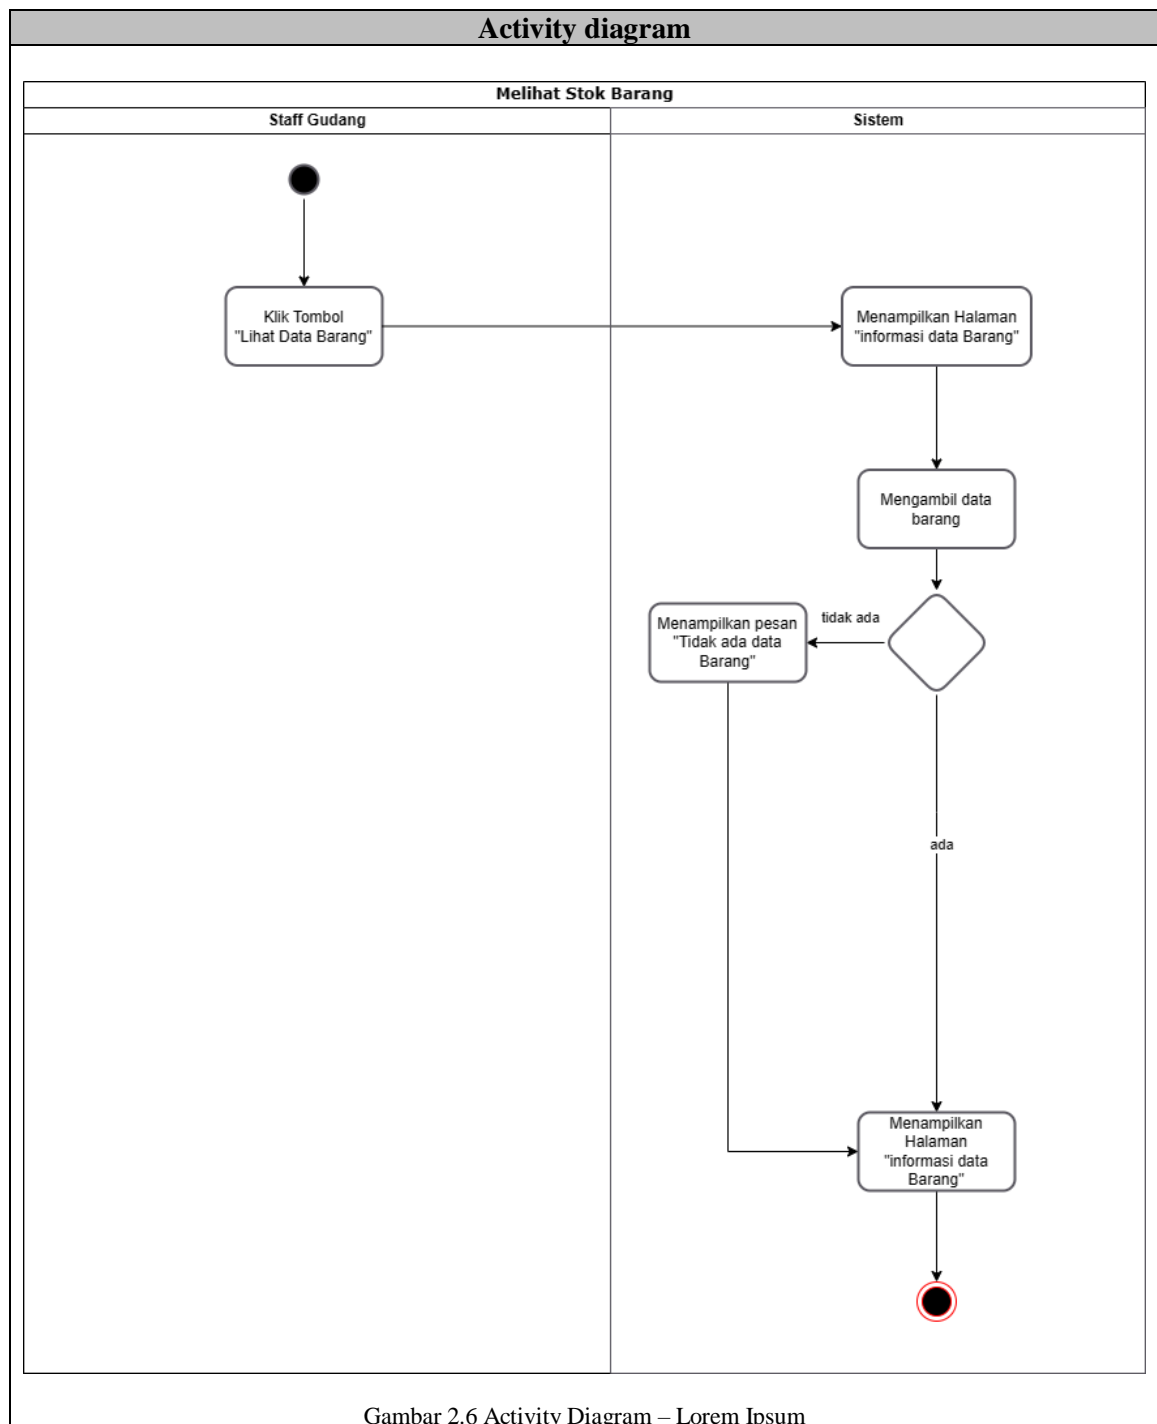 Activity diagram
Melihat Stok Barang
Staff Gudang
Sistem
Klik Tombol
"Lihat Data Barang"
Menampilkan Halaman
"informasi data Barang"
Mengambil data
barang
tidak ada
Menampilkan pesan
"Tidak ada data
Barang"
ada
Menampilkan
Halaman
"informasi data
Barang"
Gambar 2.6 Activity Diagram – Lorem Ipsum